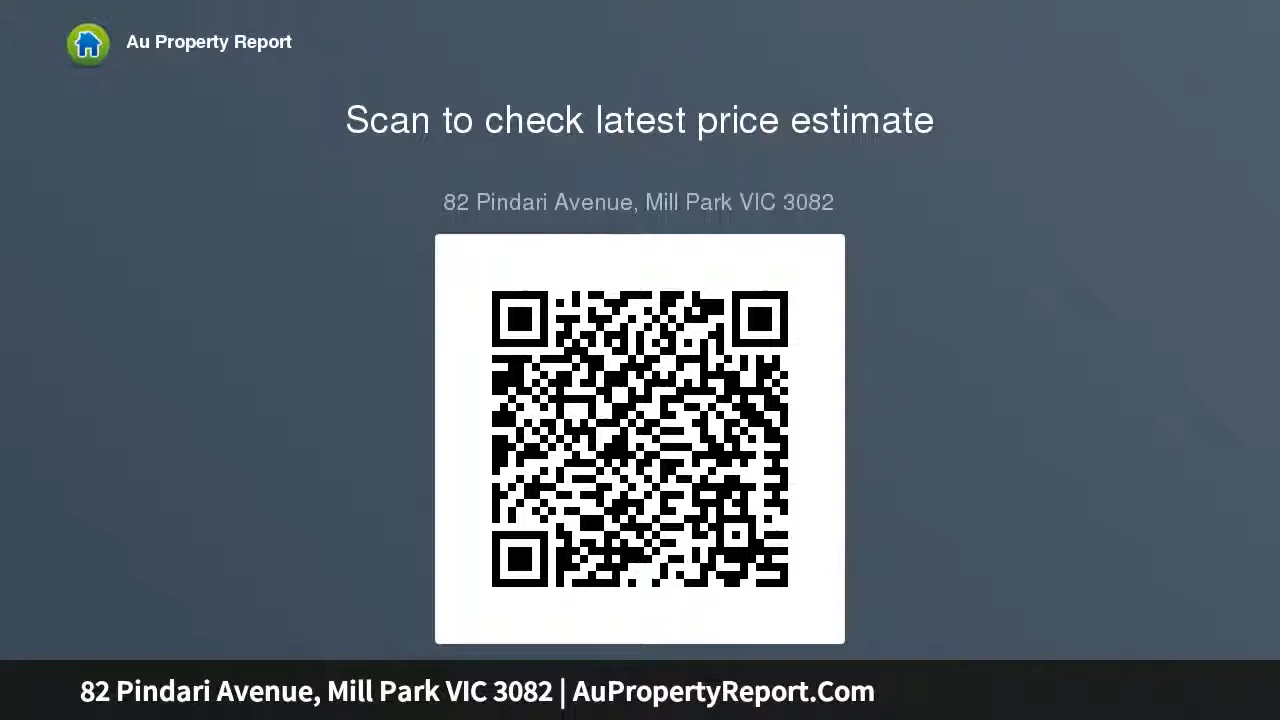 Au Property Report
Scan to check latest price estimate
82 Pindari Avenue, Mill Park VIC 3082
82 Pindari Avenue, Mill Park VIC 3082 | AuPropertyReport.Com